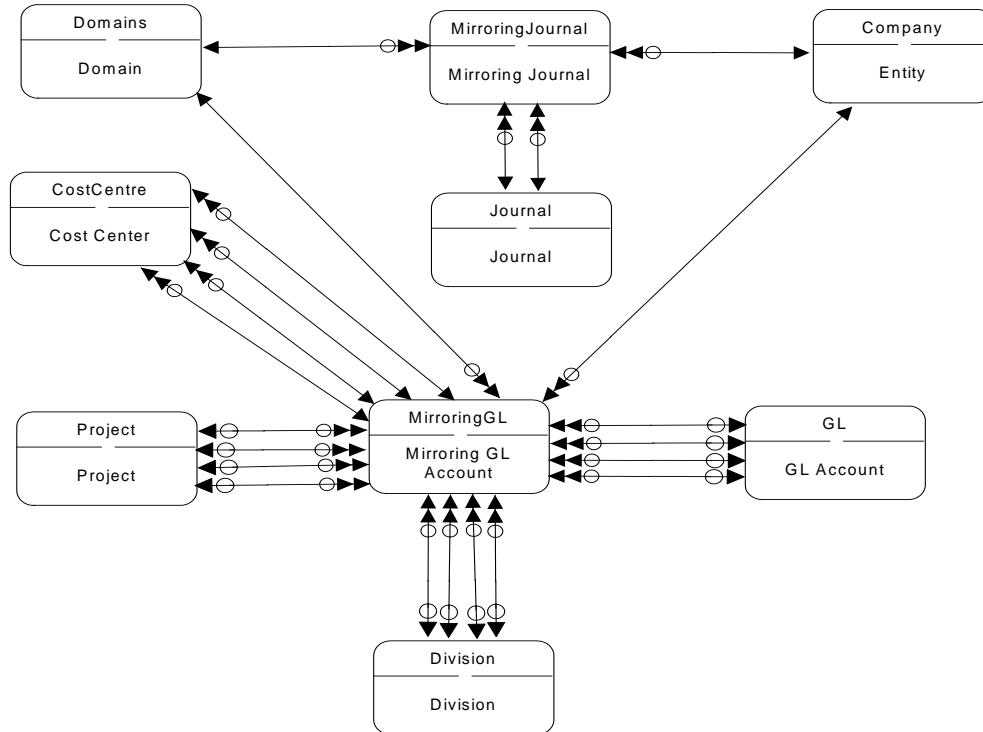 Domains
Domain
MirroringJournal
Mirroring Journal
Company
Entity
CostCentre
Cost Center
Journal
Journal
Project
Project
MirroringGL
Mirroring GL
Account
GL
GL Account
Division
Division